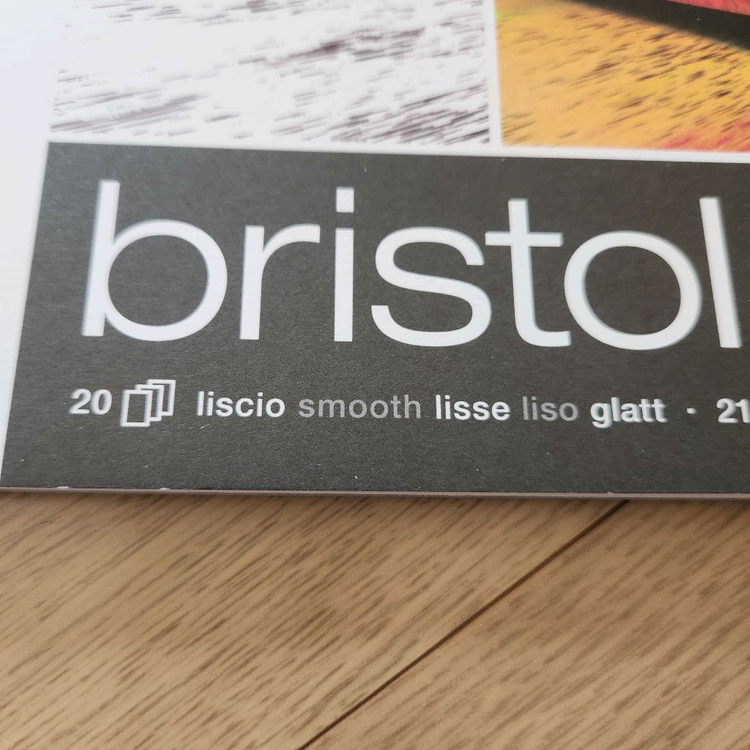 bristol
20 liscio smooth lisse liso glatt · 21